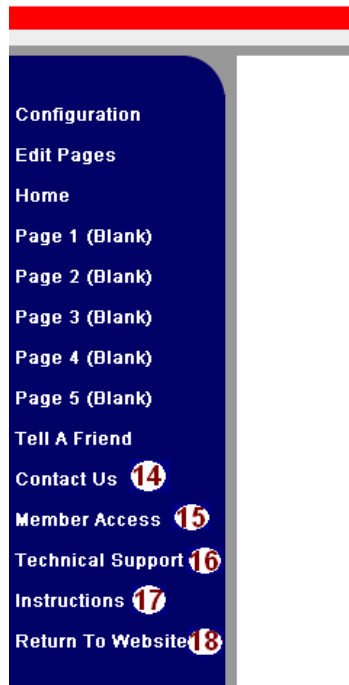 Configuration
Edit Pages
Home
Page 1 (Blank)
Page 2 (Blank)
Page 3 (Blank)
Page 4 (Blank)
Page 5 (Blank)
Tell A Friend
Contact Us 14
Member Access 15
Technical Support 16
Instructions 17
Return To Website 18